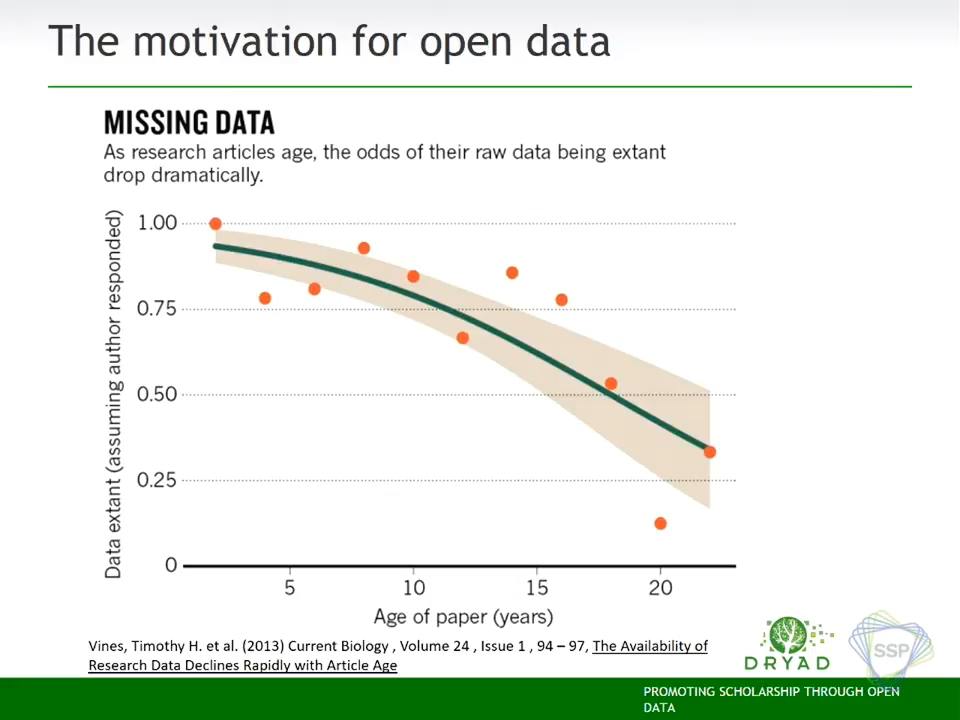 The motivation for open data
MISSING DATA
As research articles age, the odds of their raw data being extant
drop dramatically.
Data extant (assuming author responded)
1.00
0.75
0.50
0.25
0
5
10
15
20
Age of paper (years)
Vines, Timothy H. et al. (2013) Current Biology , Volume 24 , Issue 1 , 94 – 97, The Availability of
Research Data Declines Rapidly with Article Age
DRYAD
SSP
PROMOTING SCHOLARSHIP THROUGH OPEN
DATA